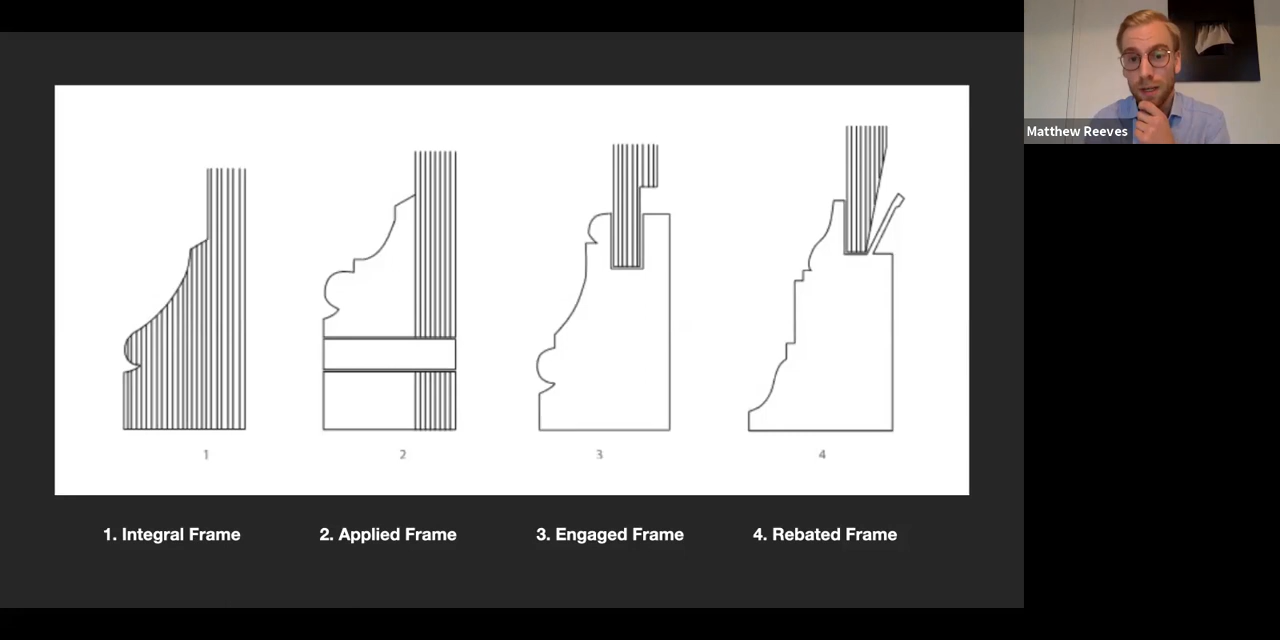 Matthew Reeves
1 2 3 4
1. Integral Frame 2. Applied Frame 3. Engaged Frame 4. Rebated Frame